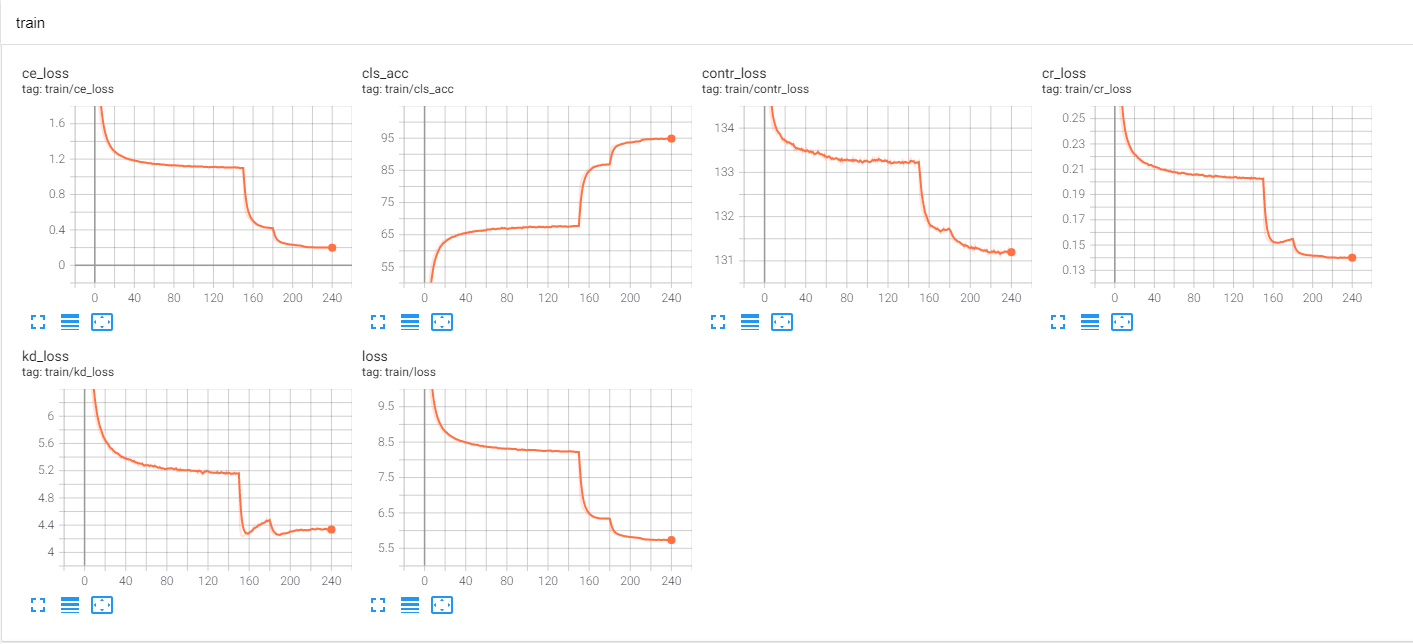 train
ce_loss
tag: train/ce_loss
1.6
1.2
0.8
0.4
0
0 40 80 120 160 200 240
cls_acc
tag: train/cls_acc
95
85
75
65
55
0 40 80 120 160 200 240
contr_loss
tag: train/contr_loss
134
133
132
131
0 40 80 120 160 200 240
cr_loss
tag: train/cr_loss
0.25
0.23
0.21
0.19
0.17
0.15
0.13
0 40 80 120 160 200 240
kd_loss
tag: train/kd_loss
6
5.6
5.2
4.8
4.4
4
0 40 80 120 160 200 240
loss
tag: train/loss
9.5
8.5
7.5
6.5
5.5
0 40 80 120 160 200 240